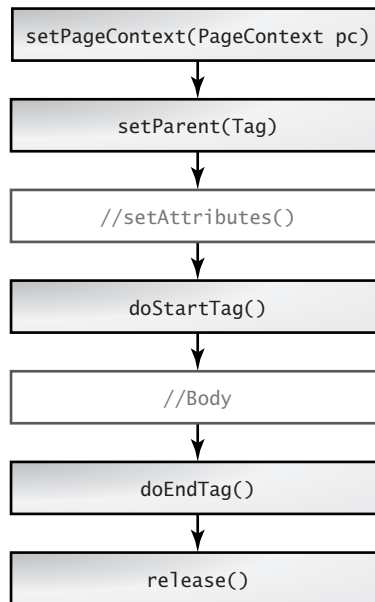 setPageContext(PageContext pc)
setParent(Tag)
//setAttributes()
doStartTag()
//Body
doEndTag()
release()